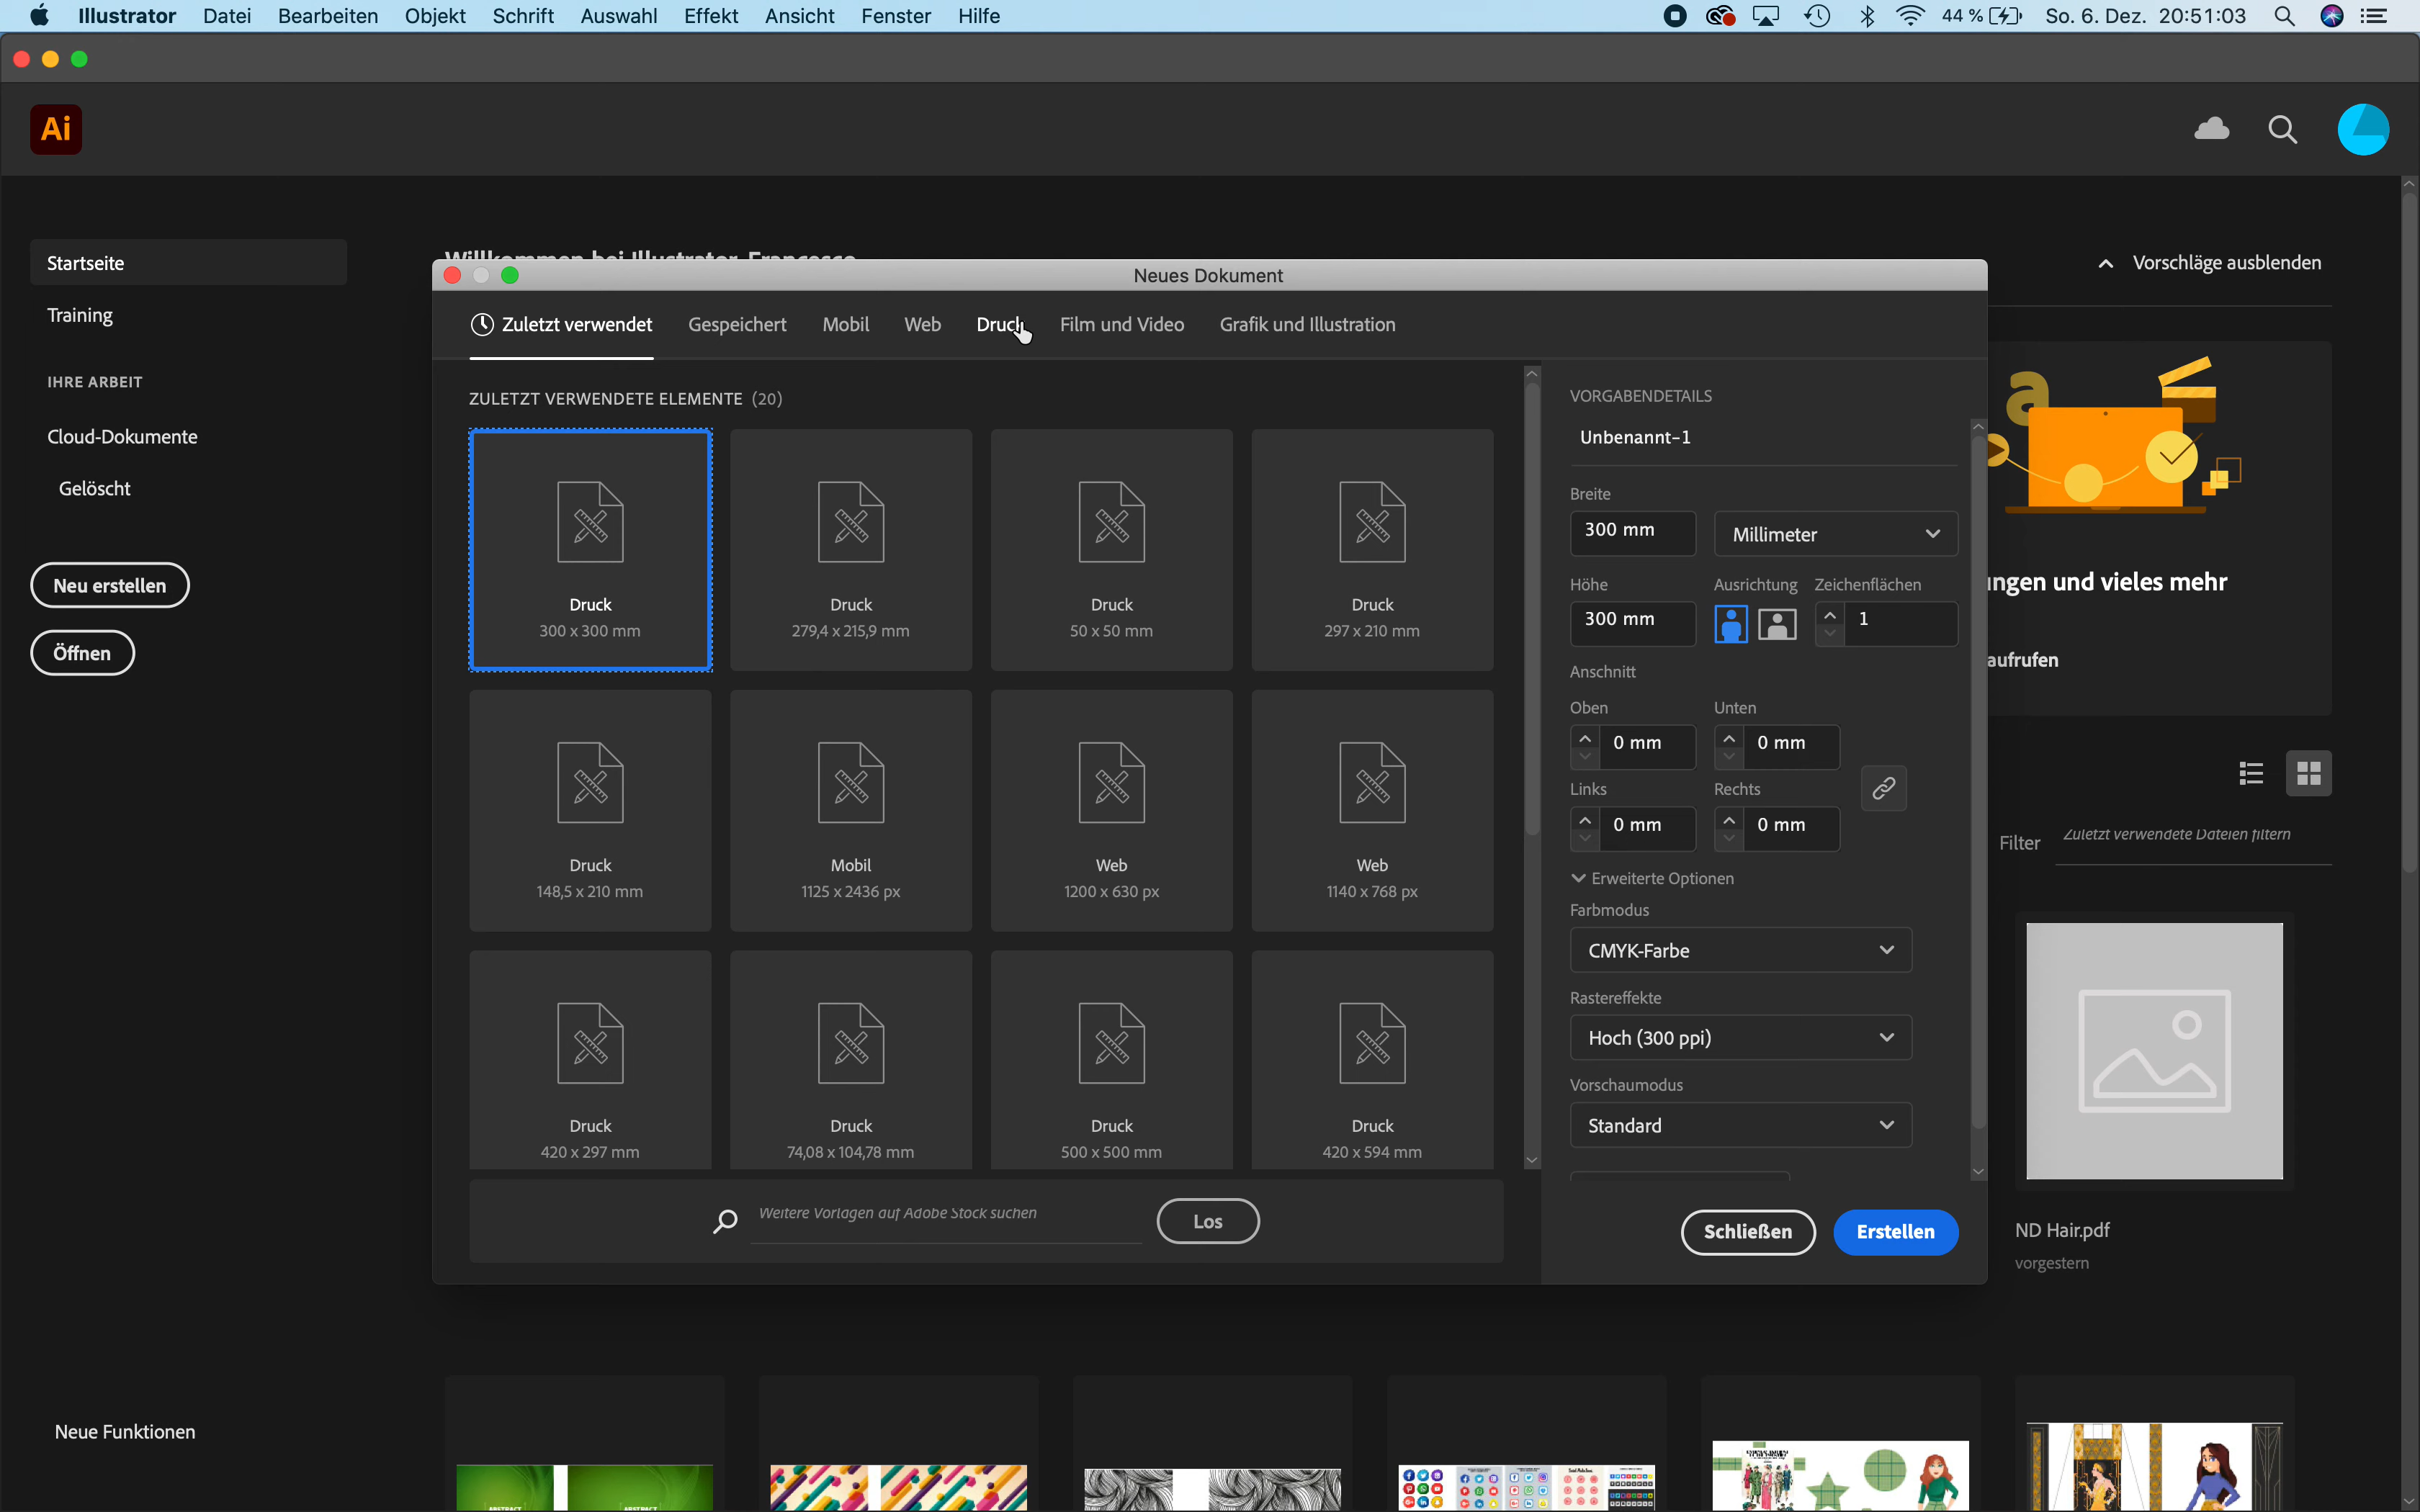 Illustrator Datei Bearbeiten Objekt Schrift Auswahl Effekt Ansicht Fenster Hilfe 44 % So. 6. Dez. 20:51:03
Ai
Startseite
Training
IHRE ARBEIT
Cloud-Dokumente
Gelöscht
Neu erstellen
Öffnen
Neue Funktionen
Willkommen bei Illustrator, Francesco
Vorschläge ausblenden
Neues Dokument
Zuletzt verwendet Gespeichert Mobil Web Druck Film und Video Grafik und Illustration
ZULETZT VERWENDETE ELEMENTE (20)
Druck Druck Druck Druck
300 x 300 mm 279,4 x 215,9 mm 50 x 50 mm 297 x 210 mm
Druck Mobil Web Web
148,5 x 210 mm 1125 x 2436 px 1200 x 630 px 1140 x 768 px
Druck Druck Druck Druck
420 x 297 mm 74,08 x 104,78 mm 500 x 500 mm 420 x 594 mm
Weitere Vorlagen auf Adobe Stock suchen Los
VORGABENDETAILS
Unbenannt-1
Breite
300 mm Millimeter
Höhe Ausrichtung Zeichenflächen
300 mm 1
Anschnitt
Oben Unten
0 mm 0 mm
Links Rechts
0 mm 0 mm
Erweiterte Optionen
Farbmodus
CMYK-Farbe
Rastereffekte
Hoch (300 ppi)
Vorschaumodus
Standard
Schließen Erstellen
a
ngen und vieles mehr
aufrufen
Filter Zuletzt verwendete Dateien filtern
ND Hair.pdf
vorgestern
ABSTRACT ABSTRACT